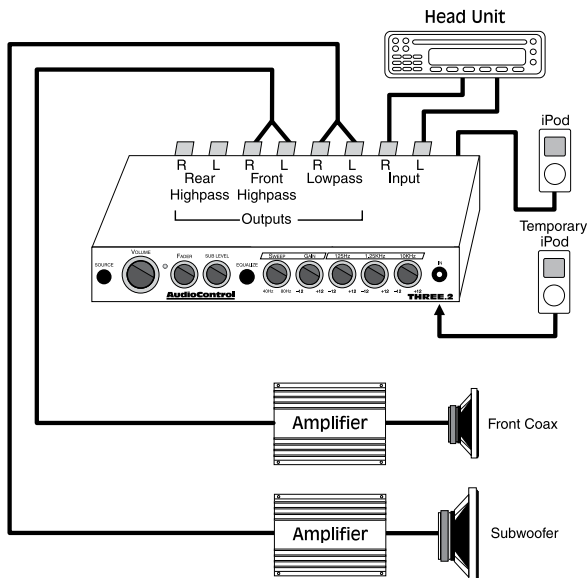 Head Unit
iPod
R L R L R L R L
Rear Highpass
Front Highpass
Lowpass
Input
Outputs
Temporary iPod
SOURCE
VOLUME
FADER
SUB LEVEL
EQUALIZE
SWEEP
GAIN
125Hz
1.25KHz
10KHz
IN
40Hz 80Hz -12 +12 -12 +12 -12 +12 -12 +12
AudioControl
THREE.2
Amplifier
Front Coax
Amplifier
Subwoofer